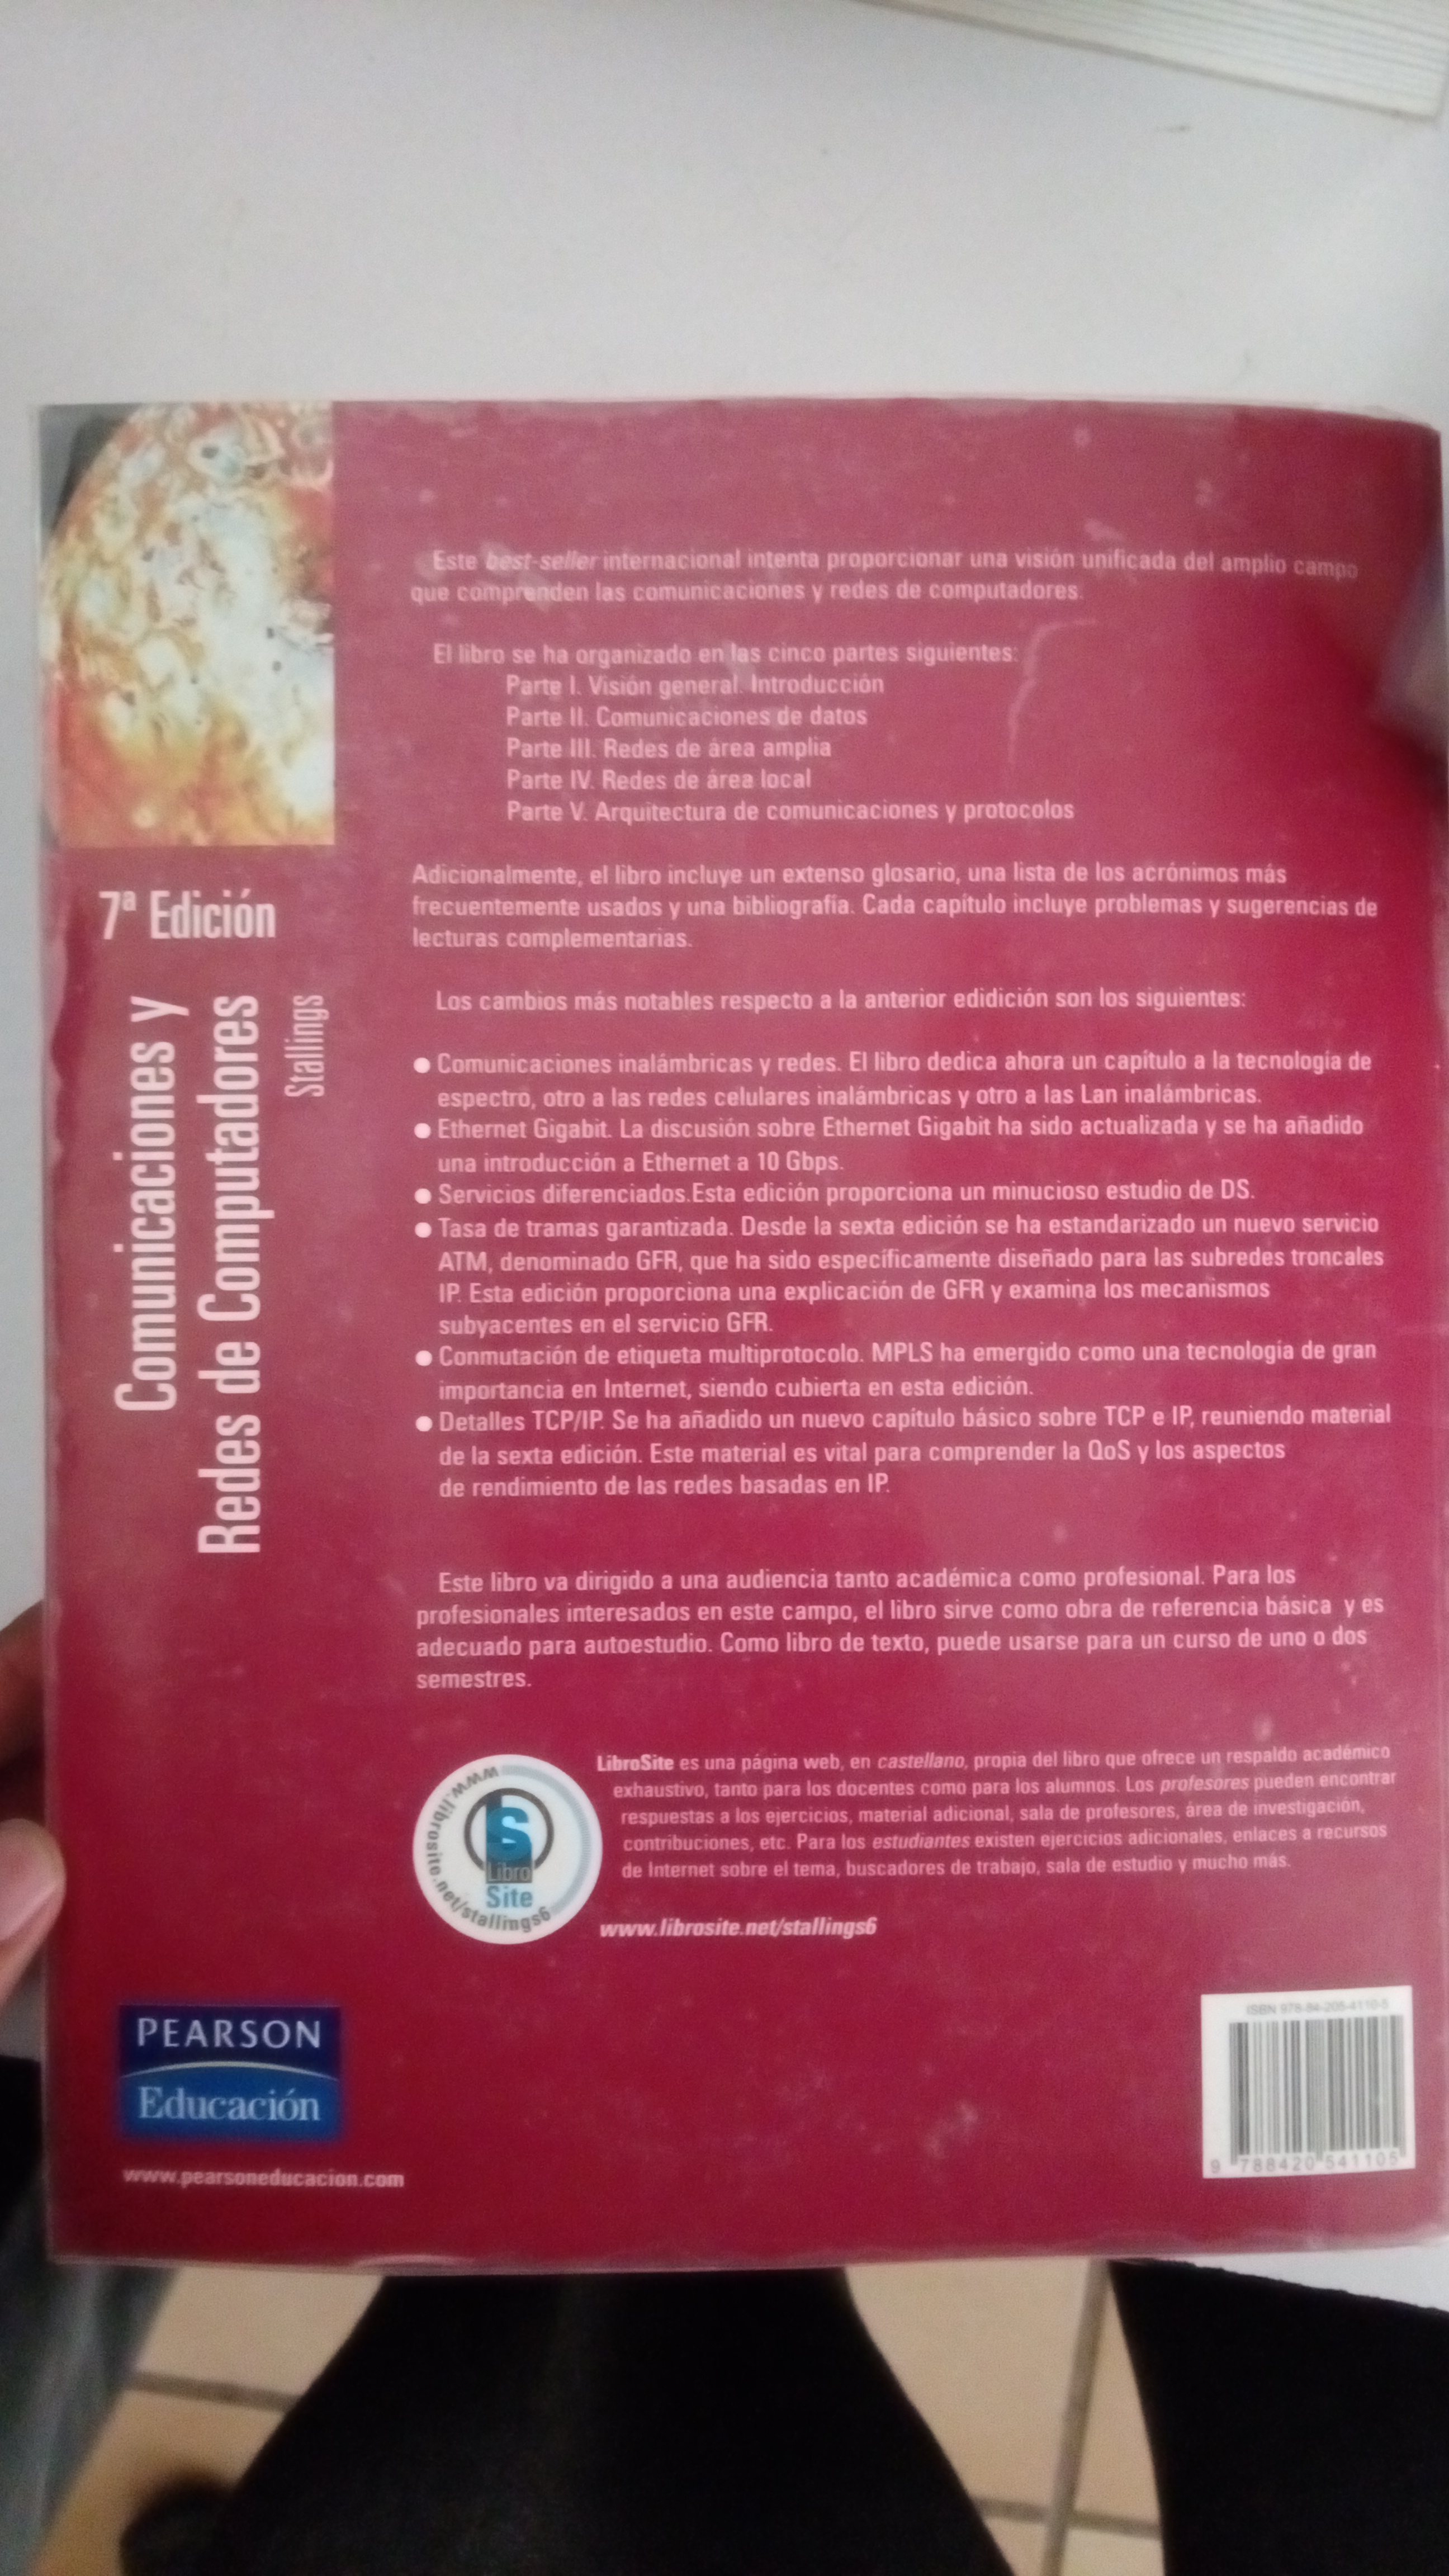 Este best-seller internacional intenta proporcionar una visión unificada del amplio campo
que comprenden las comunicaciones y redes de computadores.
El libro se ha organizado en las cinco partes siguientes:
Parte I. Visión general. Introducción
Parte II. Comunicaciones de datos
Parte III. Redes de área amplia
Parte IV. Redes de área local
Parte V. Arquitectura de comunicaciones y protocolos
Adicionalmente, el libro incluye un extenso glosario, una lista de los acrónimos más
frecuentemente usados y una bibliografía. Cada capítulo incluye problemas y sugerencias de
lecturas complementarias.
Los cambios más notables respecto a la anterior edidición son los siguientes:
● Comunicaciones inalámbricas y redes. El libro dedica ahora un capítulo a la tecnología de
espectro, otro a las redes celulares inalámbricas y otro a las Lan inalámbricas.
● Ethernet Gigabit. La discusión sobre Ethernet Gigabit ha sido actualizada y se ha añadido
una introducción a Ethernet a 10 Gbps.
● Servicios diferenciados.Esta edición proporciona un minucioso estudio de DS.
● Tasa de tramas garantizada. Desde la sexta edición se ha estandarizado un nuevo servicio
ATM, denominado GFR, que ha sido específicamente diseñado para las subredes troncales
IP. Esta edición proporciona una explicación de GFR y examina los mecanismos
subyacentes en el servicio GFR.
● Conmutación de etiqueta multiprotocolo. MPLS ha emergido como una tecnología de gran
importancia en Internet, siendo cubierta en esta edición.
● Detalles TCP/IP. Se ha añadido un nuevo capítulo básico sobre TCP e IP, reuniendo material
de la sexta edición. Este material es vital para comprender la QoS y los aspectos
de rendimiento de las redes basadas en IP.
Este libro va dirigido a una audiencia tanto académica como profesional. Para los
profesionales interesados en este campo, el libro sirve como obra de referencia básica y es
adecuado para autoestudio. Como libro de texto, puede usarse para un curso de uno o dos
semestres.
LibroSite es una página web, en castellano, propia del libro que ofrece un respaldo académico
exhaustivo, tanto para los docentes como para los alumnos. Los profesores pueden encontrar
respuestas a los ejercicios, material adicional, sala de profesores, área de investigación,
contribuciones, etc. Para los estudiantes existen ejercicios adicionales, enlaces a recursos
de Internet sobre el tema, buscadores de trabajo, sala de estudio y mucho más.
www.librosite.net/stallings6
www.librosite.net/stallings6
LS
Libro
Site
7ª Edición
Comunicaciones y
Redes de Computadores
Stallings
PEARSON
Educación
www.pearsoneducacion.com
ISBN 978-84-205-4110-5
9 788420 541105